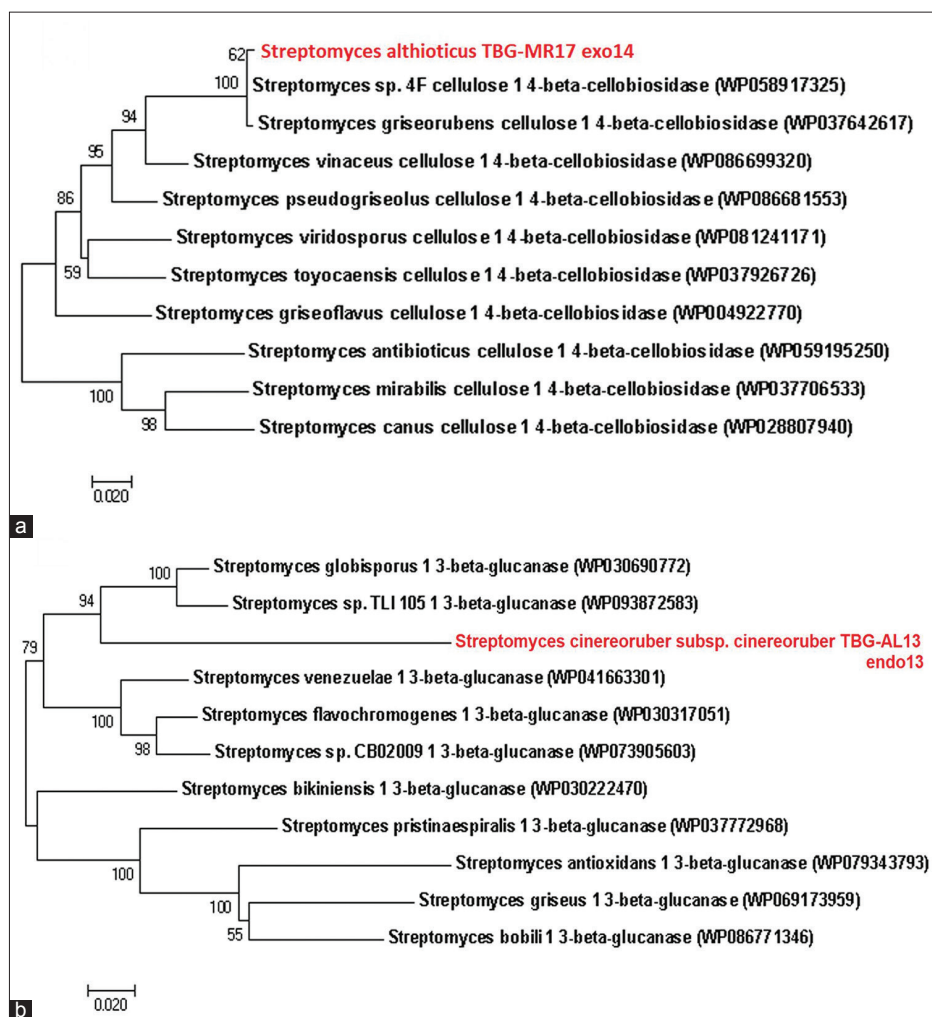 62
Streptomyces althioticus TBG-MR17 exo14
100
Streptomyces sp. 4F cellulose 1 4-beta-cellobiosidase (WP058917325)
94
Streptomyces griseorubens cellulose 1 4-beta-cellobiosidase (WP037642617)
95
Streptomyces vinaceus cellulose 1 4-beta-cellobiosidase (WP086699320)
86
Streptomyces pseudogriseolus cellulose 1 4-beta-cellobiosidase (WP086681553)
Streptomyces viridosporus cellulose 1 4-beta-cellobiosidase (WP081241171)
59
Streptomyces toyocaensis cellulose 1 4-beta-cellobiosidase (WP037926726)
Streptomyces griseoflavus cellulose 1 4-beta-cellobiosidase (WP004922770)
Streptomyces antibioticus cellulose 1 4-beta-cellobiosidase (WP059195250)
100
Streptomyces mirabilis cellulose 1 4-beta-cellobiosidase (WP037706533)
98
Streptomyces canus cellulose 1 4-beta-cellobiosidase (WP028807940)
0.020
a
Streptomyces globisporus 1 3-beta-glucanase (WP030690772)
100
Streptomyces sp. TLI 105 1 3-beta-glucanase (WP093872583)
94
Streptomyces cinereoruber subsp. cinereoruber TBG-AL13
endo13
79
Streptomyces venezuelae 1 3-beta-glucanase (WP041663301)
100
Streptomyces flavochromogenes 1 3-beta-glucanase (WP030317051)
98
Streptomyces sp. CB02009 1 3-beta-glucanase (WP073905603)
Streptomyces bikiniensis 1 3-beta-glucanase (WP030222470)
Streptomyces pristinaespiralis 1 3-beta-glucanase (WP037772968)
100
Streptomyces antioxidans 1 3-beta-glucanase (WP079343793)
100
Streptomyces griseus 1 3-beta-glucanase (WP069173959)
55
Streptomyces bobili 1 3-beta-glucanase (WP086771346)
0.020
b